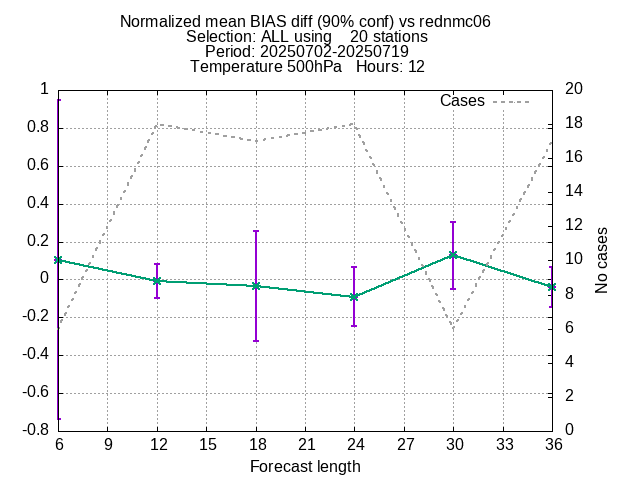 Normalized mean BIAS diff (90% conf) vs rednmc06
Selection: ALL using    20 stations
Period: 20250702-20250719
Temperature 500hPa   Hours: 12
Cases
1
0.8
0.6
0.4
0.2
0
-0.2
-0.4
-0.6
-0.8
20
18
16
14
12
10
8
6
4
2
0
No cases
6 9 12 15 18 21 24 27 30 33 36
Forecast length